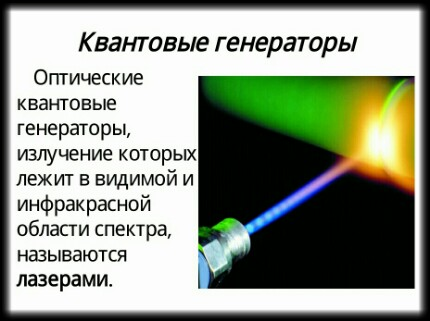 Квантовые генераторы
Оптические
квантовые
генераторы,
излучение которых
лежит в видимой и
инфракрасной
области спектра,
называются
лазерами.